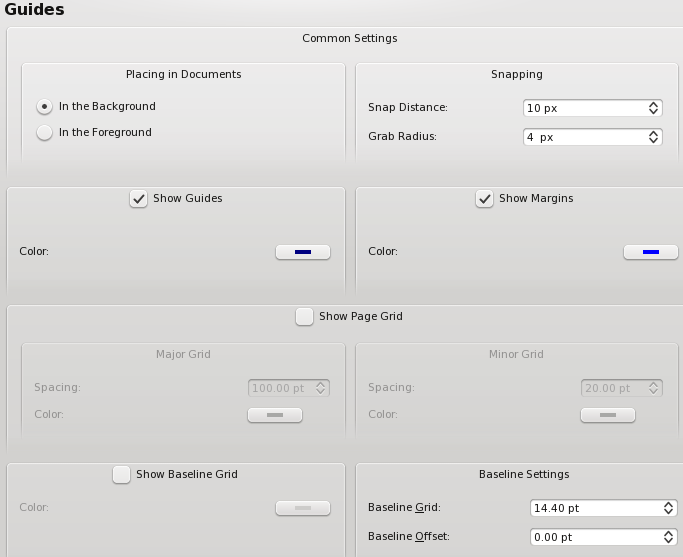 Guides
Common Settings
Placing in Documents
In the Background
In the Foreground
Snapping
Snap Distance: 10 px
Grab Radius: 4 px
Show Guides
Color:
Show Margins
Color:
Show Page Grid
Major Grid
Spacing: 100.00 pt
Color:
Minor Grid
Spacing: 20.00 pt
Color:
Show Baseline Grid
Color:
Baseline Settings
Baseline Grid: 14.40 pt
Baseline Offset: 0.00 pt